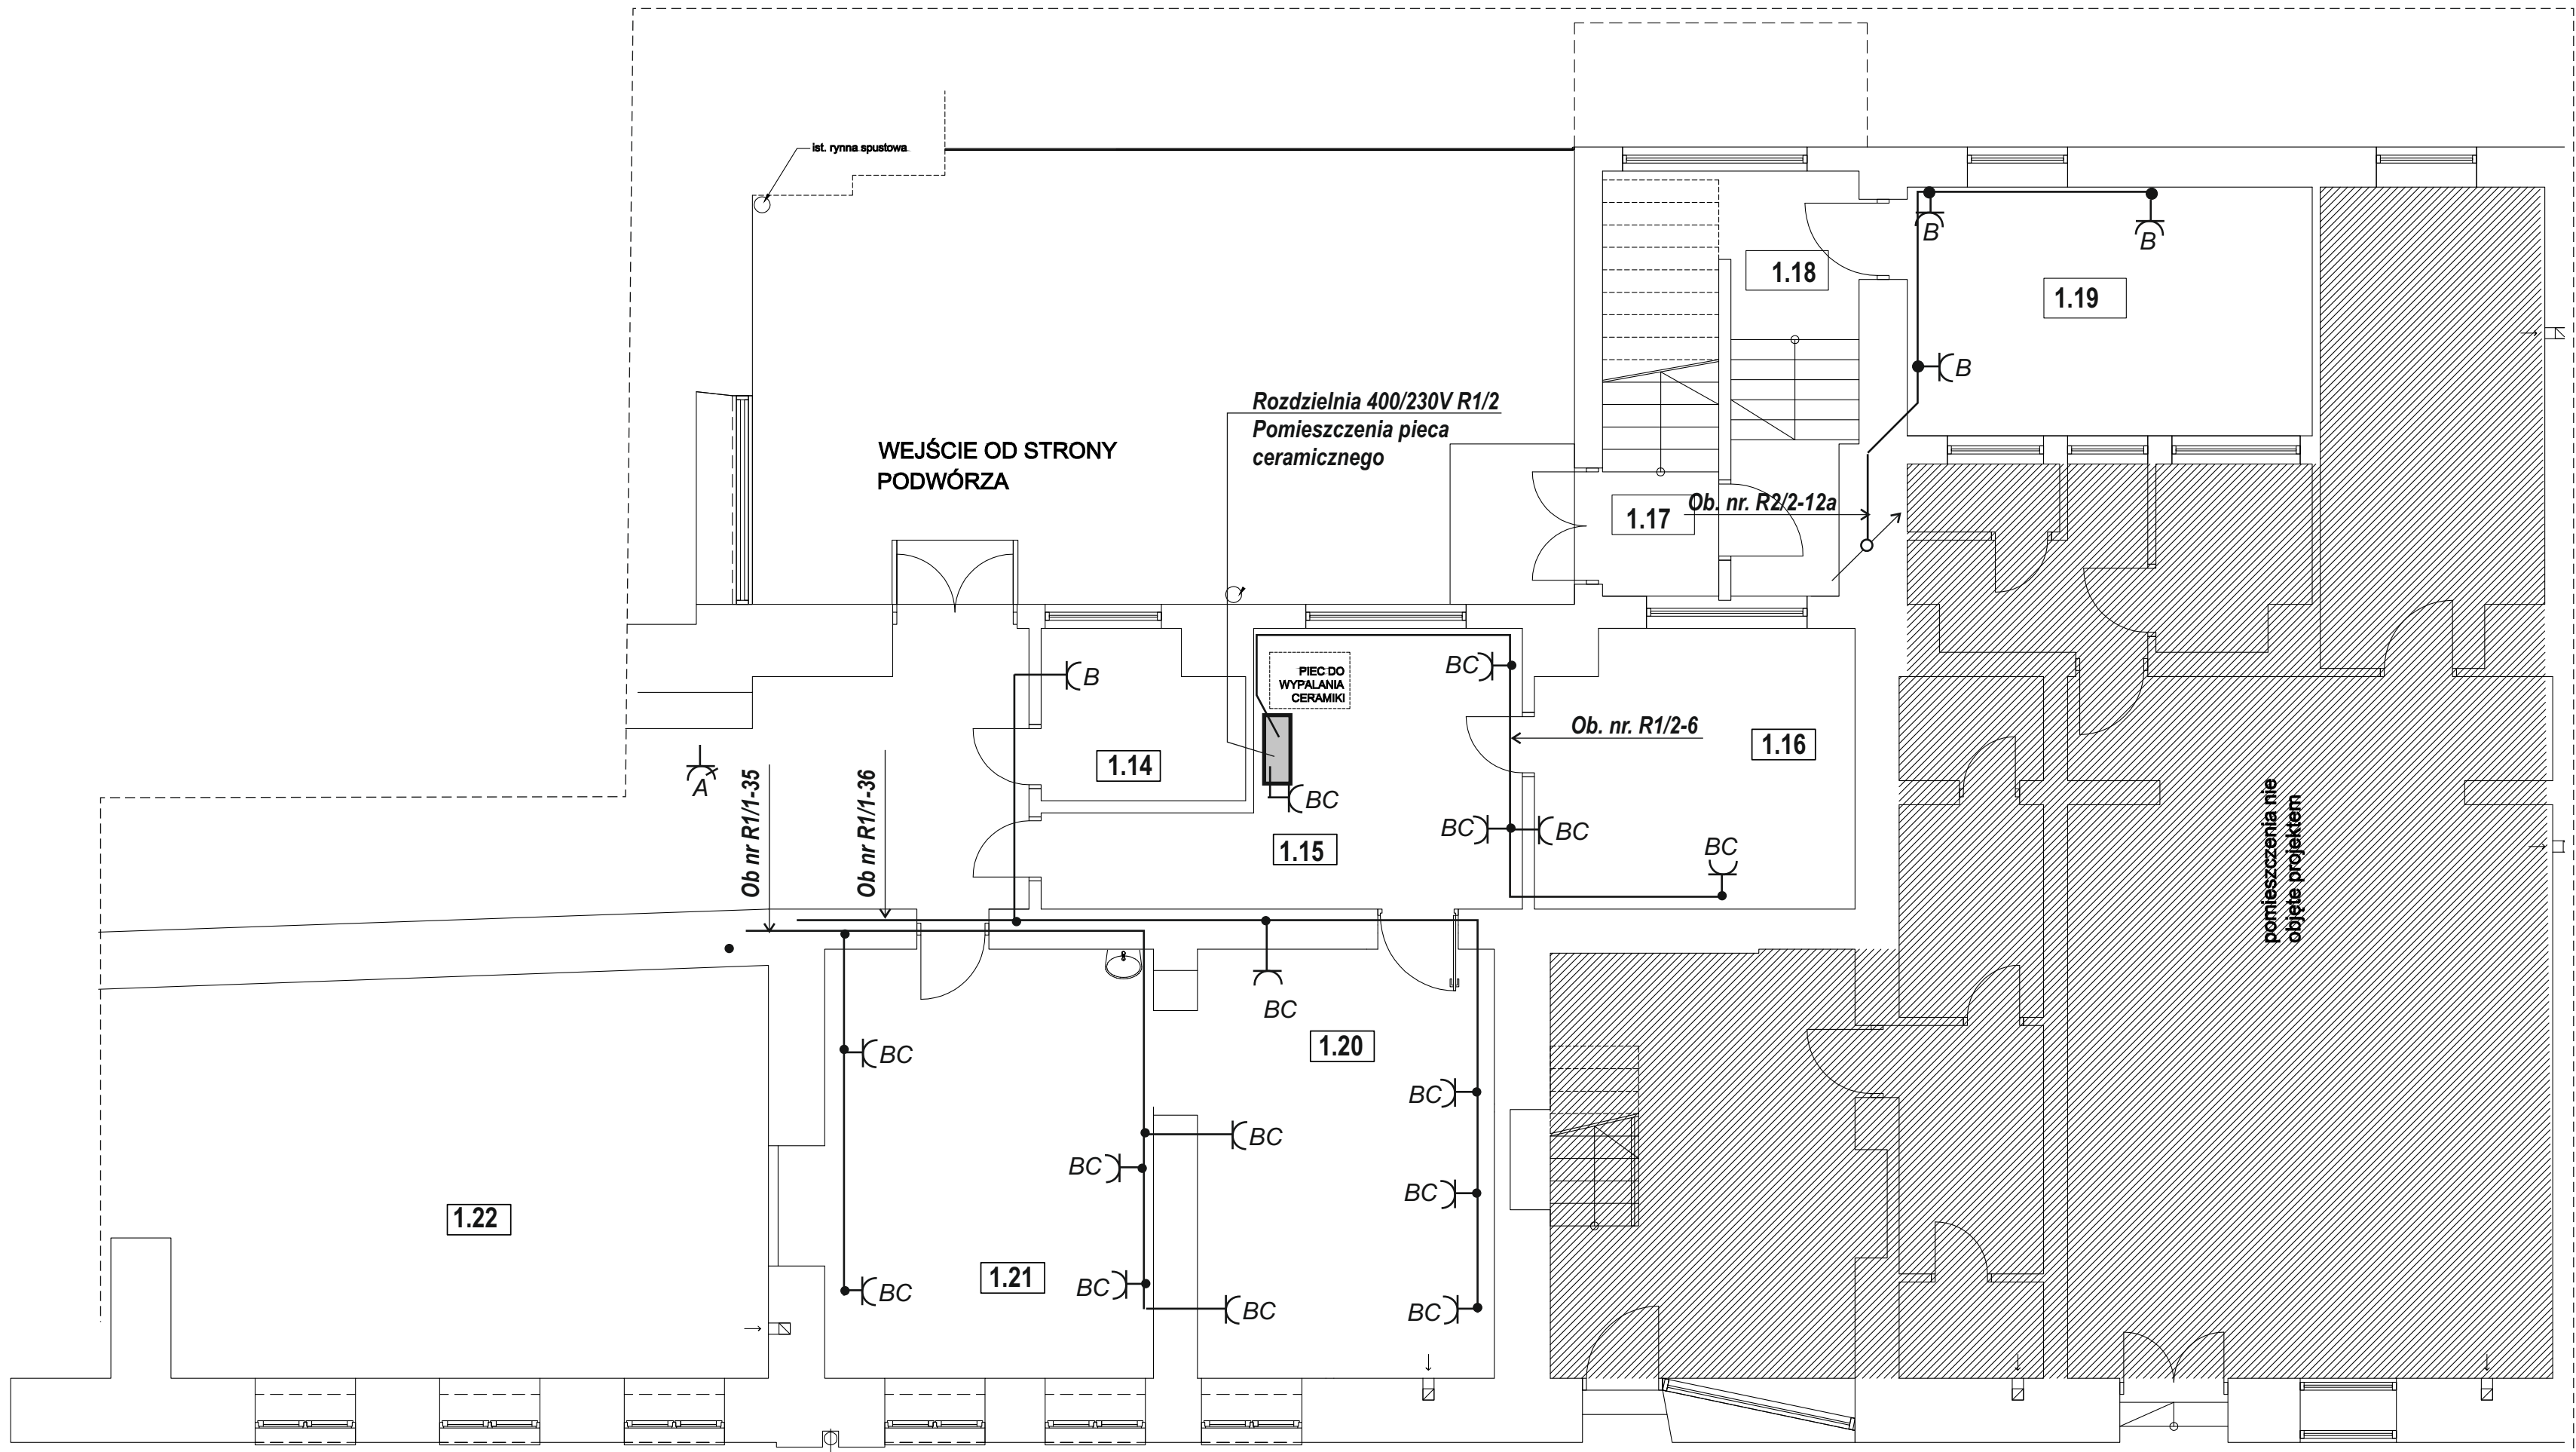 ist. rynna spustowa
1.18
1.19
B
B
B
Rozdzielnia 400/230V R1/2
Pomieszczenia pieca
ceramicznego
WEJŚCIE OD STRONY
PODWÓRZA
1.17
Ob. nr. R2/2-12a
PIEC DO
WYPALANIA
CERAMIKI
BC
B
Ob. nr. R1/2-6
1.16
1.14
A
Ob nr R1/1-35
Ob nr R1/1-36
BC
BC
BC
BC
1.15
pomieszczenia nie
objęte projektem
BC
BC
1.20
BC
BC
BC
BC
1.22
1.21
BC
BC
BC
BC